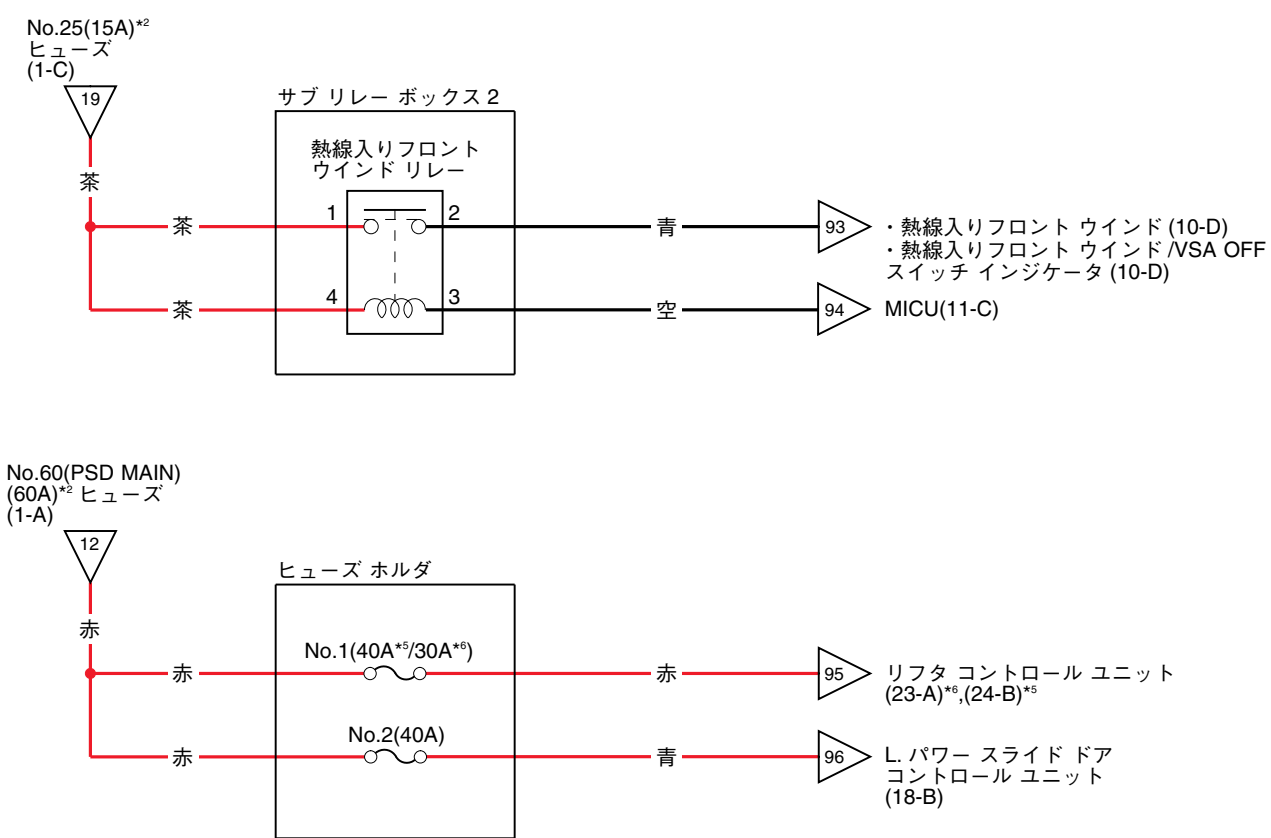 No.25(15A)*2
ヒューズ
(1-C)
19
茶
サブ リレー ボックス 2
熱線入りフロント
ウインド リレー
茶
1
2
青
93
・熱線入りフロント ウインド (10-D)
・熱線入りフロント ウインド /VSA OFF
スイッチ インジケータ (10-D)
茶
4
3
空
94
MICU(11-C)
No.60(PSD MAIN)
(60A)*2 ヒューズ
(1-A)
12
赤
ヒューズ ホルダ
No.1(40A*5/30A*6)
赤
赤
95
リフタ コントロール ユニット
(23-A)*6,(24-B)*5
No.2(40A)
赤
青
96
L. パワー スライド ドア
コントロール ユニット
(18-B)